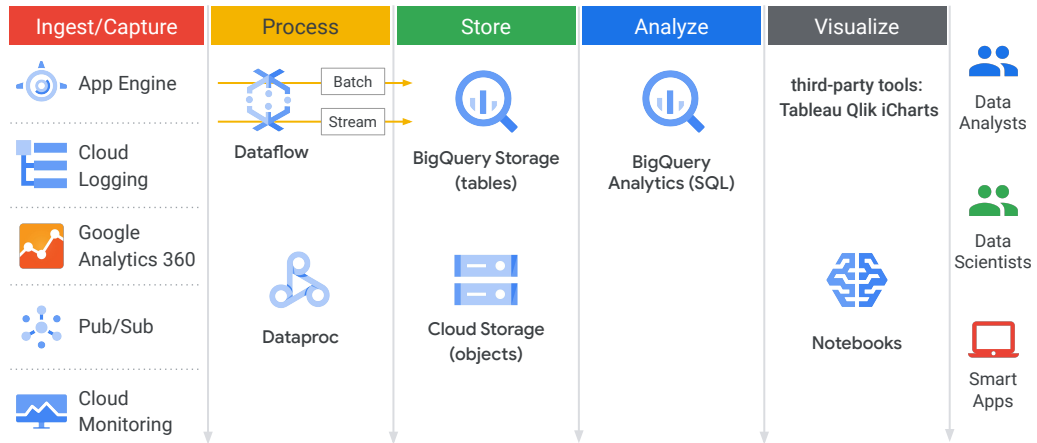 Ingest/Capture
Process
Store
Analyze
Visualize
App Engine
Cloud
Logging
Google
Analytics 360
Pub/Sub
Cloud
Monitoring
Batch
Stream
Dataflow
Dataproc
BigQuery Storage
(tables)
Cloud Storage
(objects)
BigQuery
Analytics (SQL)
third-party tools:
Tableau Qlik iCharts
Notebooks
Data
Analysts
Data
Scientists
Smart
Apps